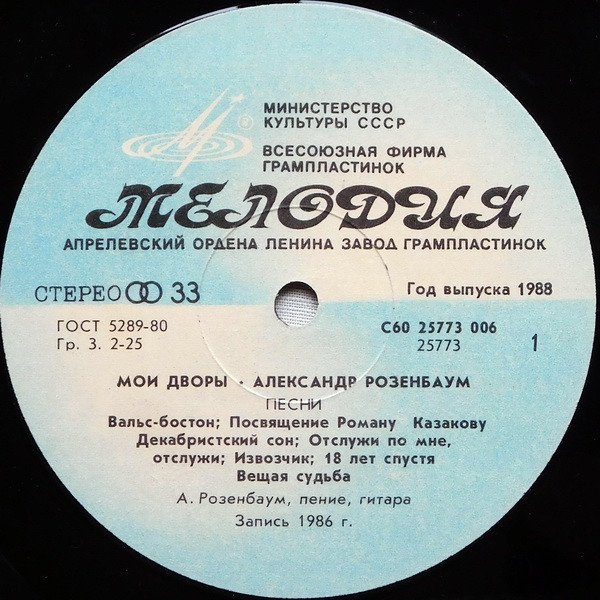 МИНИСТЕРСТВО
КУЛЬТУРЫ СССР
®
ВСЕСОЮЗНАЯ ФИРМА
ГРАМПЛАСТИНОК
МЕЛОДИЯ
АПРЕЛЕВСКИЙ ОРДЕНА ЛЕНИНА ЗАВОД ГРАМПЛАСТИНОК
СТЕРЕО 33
Год выпуска 1988
ГОСТ 5289-80
Гр. 3. 2-25
С60 25773 006
25773
1
МОИ ДВОРЫ · АЛЕКСАНДР РОЗЕНБАУМ
ПЕСНИ
Вальс-бостон; Посвящение Роману Казакову
Декабристский сон; Отслужи по мне,
отслужи; Извозчик; 18 лет спустя
Вещая судьба
А. Розенбаум, пение, гитара
Запись 1986 г.